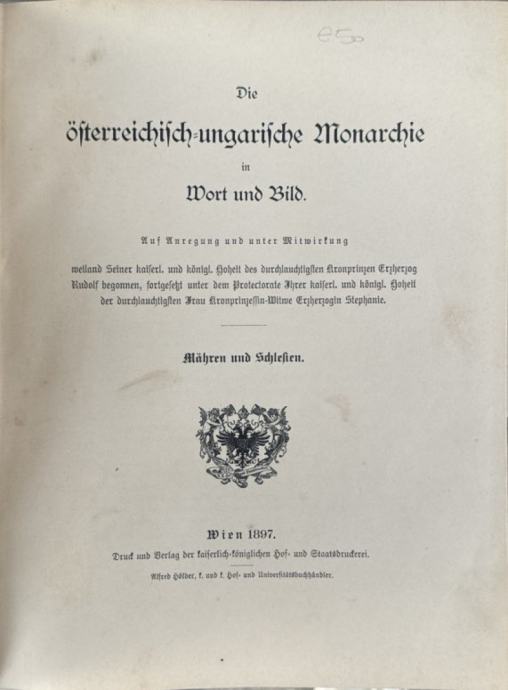 e50
Die
österreichisch-ungarische Monarchie
in
Wort und Bild.
Auf Anregung und unter Mitwirkung
weiland Seiner kaiserl. und königl. Hoheit des durchlauchtigsten Kronprinzen Erzherzog
Rudolf begonnen, fortgesetzt unter dem Protectorate Ihrer kaiserl. und königl. Hoheit
der durchlauchtigsten Frau Kronprinzessin-Witwe Erzherzogin Stephanie.
Mähren und Schlesien.
Wien 1897.
Druck und Verlag der kaiserlich-königlichen Hof- und Staatsdruckerei.
Alfred Hölder, k. und k. Hof- und Universitätsbuchhändler.